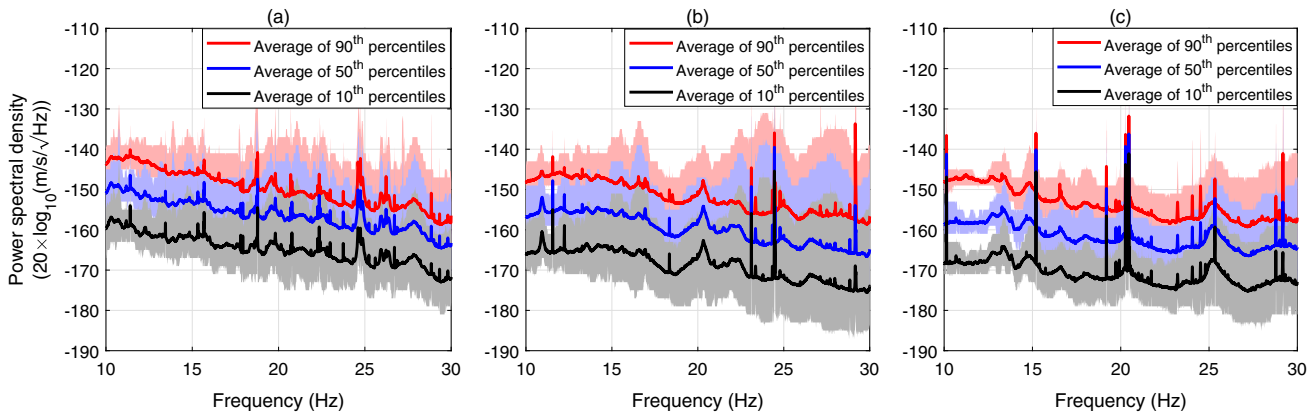 (a)
Power spectral density
(20×log10(m/s/√Hz))
-110
-120
-130
-140
-150
-160
-170
-180
-190
Average of 90th percentiles
Average of 50th percentiles
Average of 10th percentiles
10 15 20 25 30
Frequency (Hz)
(b)
-110
-120
-130
-140
-150
-160
-170
-180
-190
Average of 90th percentiles
Average of 50th percentiles
Average of 10th percentiles
10 15 20 25 30
Frequency (Hz)
(c)
-110
-120
-130
-140
-150
-160
-170
-180
-190
Average of 90th percentiles
Average of 50th percentiles
Average of 10th percentiles
10 15 20 25 30
Frequency (Hz)